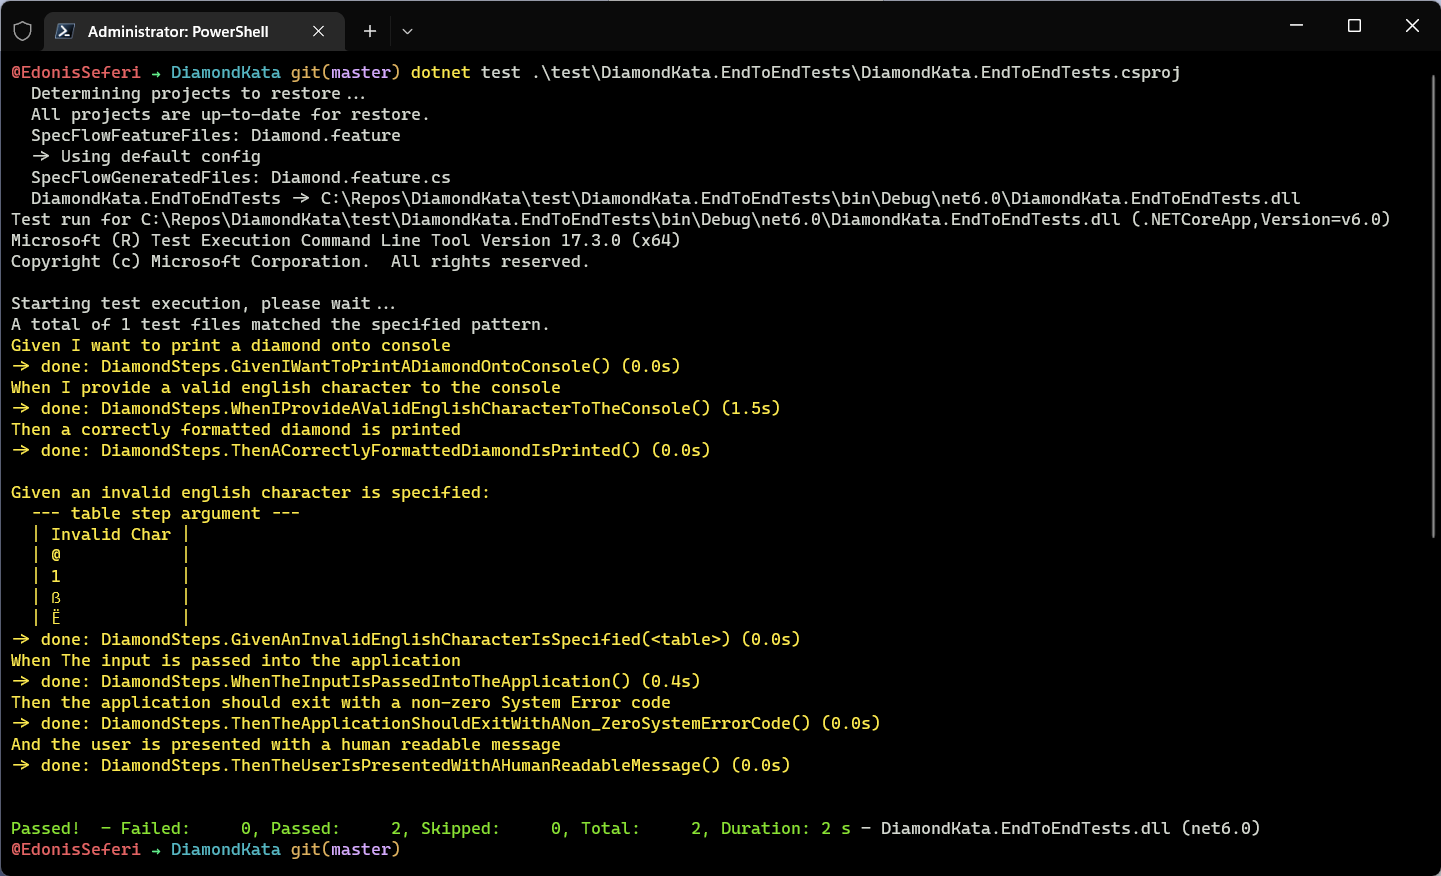 Administrator: PowerShell
@EdonisSeferi → DiamondKata git(master) dotnet test .\test\DiamondKata.EndToEndTests\DiamondKata.EndToEndTests.csproj
  Determining projects to restore...
  All projects are up-to-date for restore.
  SpecFlowFeatureFiles: Diamond.feature
  -> Using default config
  SpecFlowGeneratedFiles: Diamond.feature.cs
  DiamondKata.EndToEndTests -> C:\Repos\DiamondKata\test\DiamondKata.EndToEndTests\bin\Debug\net6.0\DiamondKata.EndToEndTests.dll
Test run for C:\Repos\DiamondKata\test\DiamondKata.EndToEndTests\bin\Debug\net6.0\DiamondKata.EndToEndTests.dll (.NETCoreApp,Version=v6.0)
Microsoft (R) Test Execution Command Line Tool Version 17.3.0 (x64)
Copyright (c) Microsoft Corporation.  All rights reserved.

Starting test execution, please wait...
A total of 1 test files matched the specified pattern.
Given I want to print a diamond onto console
-> done: DiamondSteps.GivenIWantToPrintADiamondOntoConsole() (0.0s)
When I provide a valid english character to the console
-> done: DiamondSteps.WhenIProvideAValidEnglishCharacterToTheConsole() (1.5s)
Then a correctly formatted diamond is printed
-> done: DiamondSteps.ThenACorrectlyFormattedDiamondIsPrinted() (0.0s)

Given an invalid english character is specified:
  --- table step argument ---
  | Invalid Char |
  | @            |
  | 1            |
  | ß            |
  | Ë            |
-> done: DiamondSteps.GivenAnInvalidEnglishCharacterIsSpecified(<table>) (0.0s)
When The input is passed into the application
-> done: DiamondSteps.WhenTheInputIsPassedIntoTheApplication() (0.4s)
Then the application should exit with a non-zero System Error code
-> done: DiamondSteps.ThenTheApplicationShouldExitWithANon_ZeroSystemErrorCode() (0.0s)
And the user is presented with a human readable message
-> done: DiamondSteps.ThenTheUserIsPresentedWithAHumanReadableMessage() (0.0s)

Passed!  - Failed:     0, Passed:     2, Skipped:     0, Total:     2, Duration: 2 s - DiamondKata.EndToEndTests.dll (net6.0)
@EdonisSeferi → DiamondKata git(master)